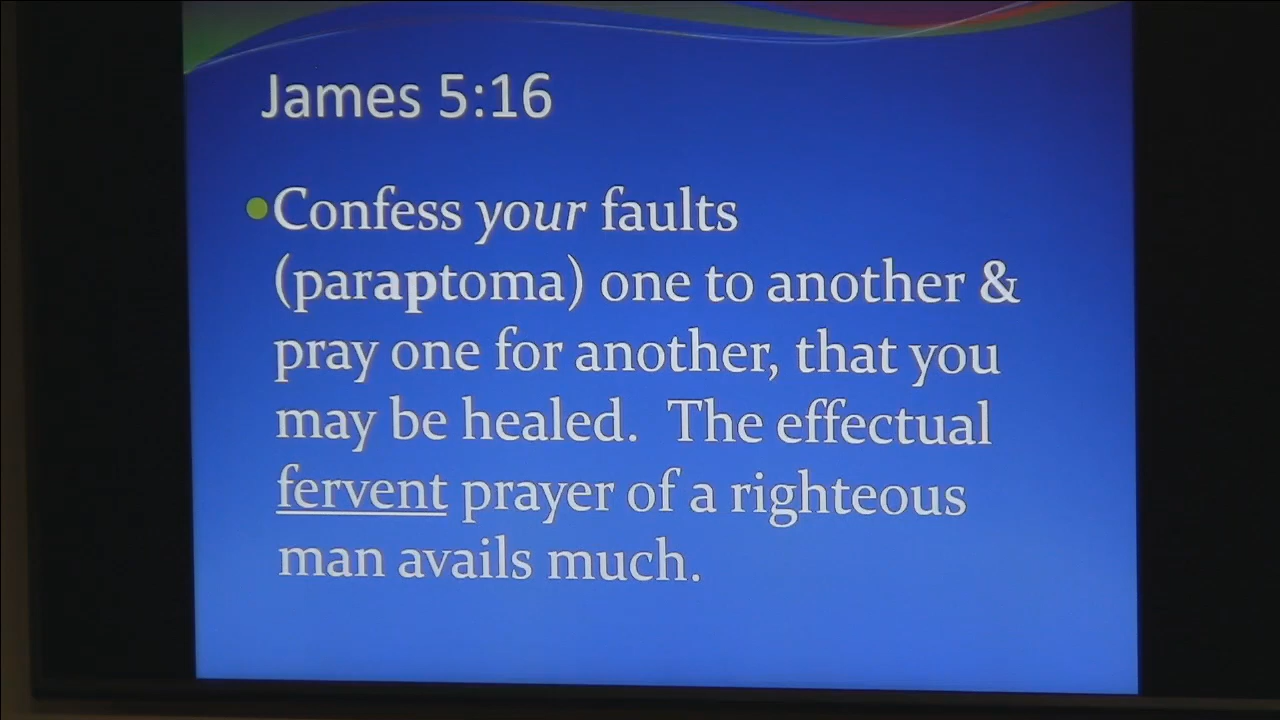 James 5:16
Confess your faults
(paraptoma) one to another &
pray one for another, that you
may be healed. The effectual
fervent prayer of a righteous
man avails much.